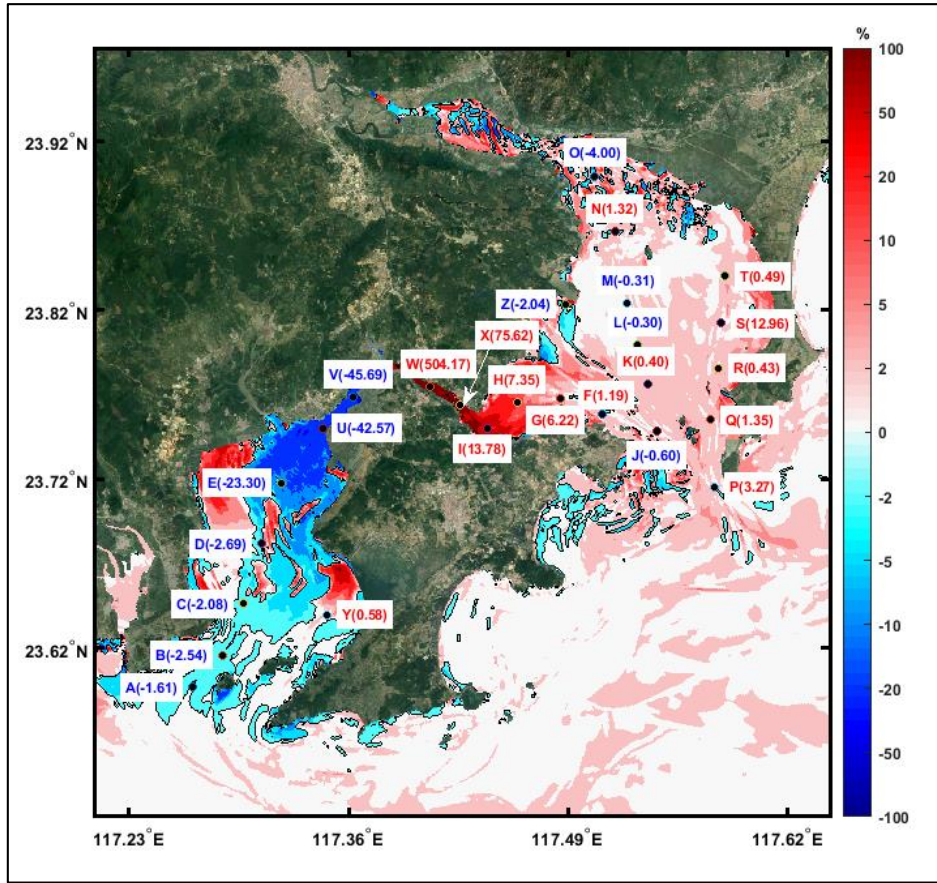 %
100
50
20
10
5
2
0
-2
-5
-10
-20
-50
-100
23.92°N
23.82°N
23.72°N
23.62°N
117.23°E
117.36°E
117.49°E
117.62°E
O(-4.00)
N(1.32)
T(0.49)
M(-0.31)
Z(-2.04)
L(-0.30)
S(12.96)
X(75.62)
W(504.17)
K(0.40)
R(0.43)
V(-45.69)
H(7.35)
F(1.19)
G(6.22)
Q(1.35)
U(-42.57)
I(13.78)
J(-0.60)
E(-23.30)
P(3.27)
D(-2.69)
C(-2.08)
Y(0.58)
B(-2.54)
A(-1.61)